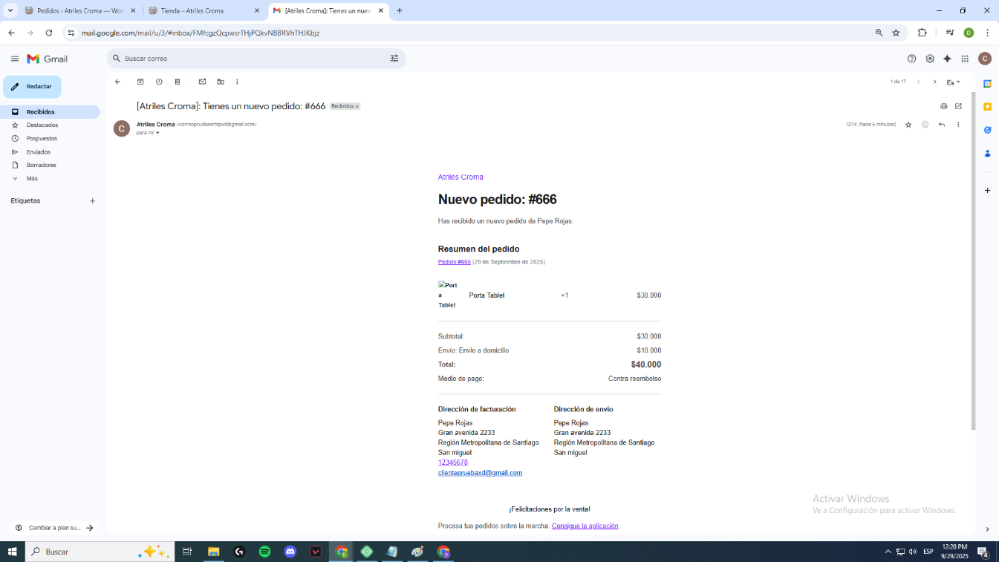 Pedidos ‹ Atriles Croma — Wor
Tienda – Atriles Croma
[Atriles Croma]: Tienes un nuev
mail.google.com/mail/u/3/#inbox/FMfcgzQcpwsrTHjPQkvNBBRVhTHJKbjz
D
Gmail
Buscar correo
C
Redactar
1 de 17
Es
Recibidos
Destacados
Pospuestos
Enviados
Borradores
Más
Etiquetas
[Atriles Croma]: Tienes un nuevo pedido: #666
Recibidos x
C
Atriles Croma <correopruebasmtpxd@gmail.com>
para mí
12:14 (hace 6 minutos)
Atriles Croma
Nuevo pedido: #666
Has recibido un nuevo pedido de Pepe Rojas:
Resumen del pedido
Pedido #666 (29 de Septiembre de 2025)
Port
a
Tablet
Porta Tablet ×1 $30.000
Subtotal: $30.000
Envío: Envio a domicilio $10.000
Total: $40.000
Medio de pago: Contra reembolso
Dirección de facturación
Pepe Rojas
Gran avenida 2233
Región Metropolitana de Santiago
San miguel
12345678
clientepruebaxd@gmail.com
Dirección de envío
Pepe Rojas
Gran avenida 2233
Región Metropolitana de Santiago
San miguel
¡Felicitaciones por la venta!
Procesa tus pedidos sobre la marcha. Consigue la aplicación.
Activar Windows
Ve a Configuración para activar Windows.
Cambiar a plan su...
Buscar
ESP
12:20 PM
9/29/2025
4